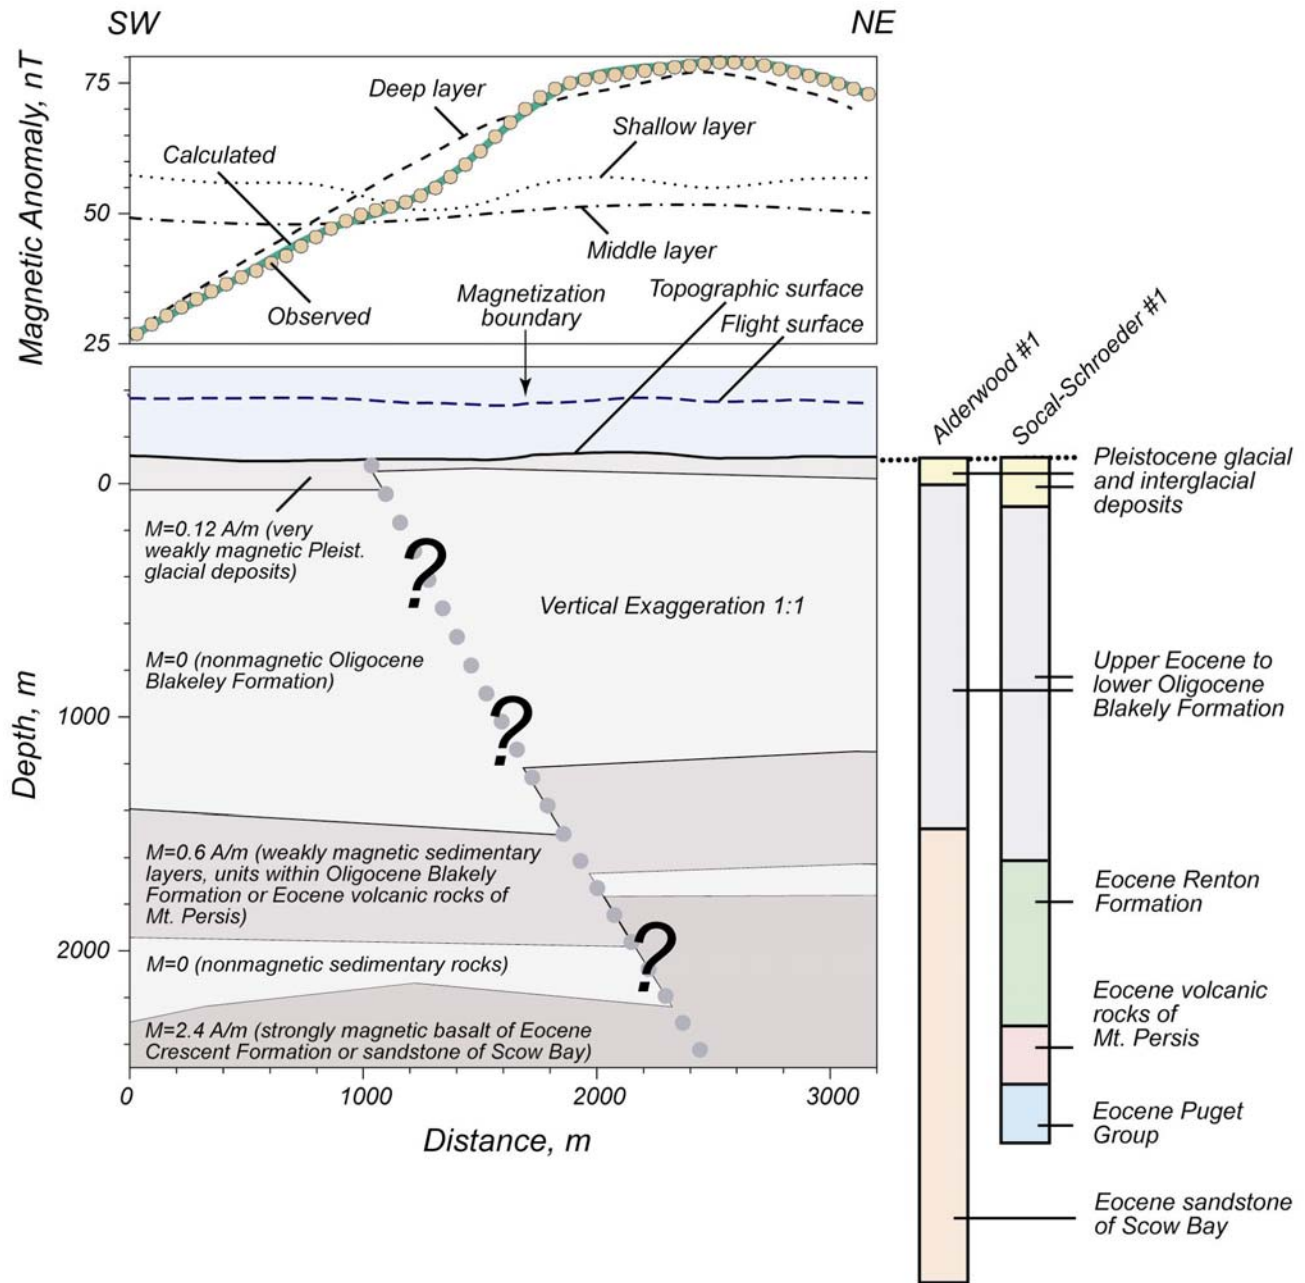 SW
NE
Magnetic Anomaly, nT
75
50
25
Deep layer
Shallow layer
Calculated
Middle layer
Observed
Magnetization
boundary
Topographic surface
Flight surface
Depth, m
0
1000
2000
M=0.12 A/m (very
weakly magnetic Pleist.
glacial deposits)
?
Vertical Exaggeration 1:1
M=0 (nonmagnetic Oligocene
Blakeley Formation)
?
M=0.6 A/m (weakly magnetic sedimentary
layers, units within Oligocene Blakely
Formation or Eocene volcanic rocks of
Mt. Persis)
?
M=0 (nonmagnetic sedimentary rocks)
M=2.4 A/m (strongly magnetic basalt of Eocene
Crescent Formation or sandstone of Scow Bay)
0
1000
2000
3000
Distance, m
Alderwood #1
Socal-Schroeder #1
Pleistocene glacial
and interglacial
deposits
Upper Eocene to
lower Oligocene
Blakely Formation
Eocene Renton
Formation
Eocene volcanic
rocks of
Mt. Persis
Eocene Puget
Group
Eocene sandstone
of Scow Bay